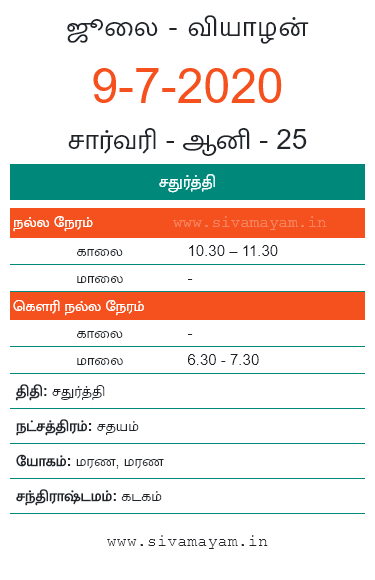 ஜூலை - வியாழன்
9-7-2020
சார்வரி - ஆனி - 25
சதுர்த்தி
நல்ல நேரம் www.sivamayam.in
காலை 10.30 – 11.30
மாலை -
கௌரி நல்ல நேரம்
காலை -
மாலை 6.30 - 7.30
திதி: சதுர்த்தி
நட்சத்திரம்: சதயம்
யோகம்: மரண, மரண
சந்திராஷ்டமம்: கடகம்
www.sivamayam.in